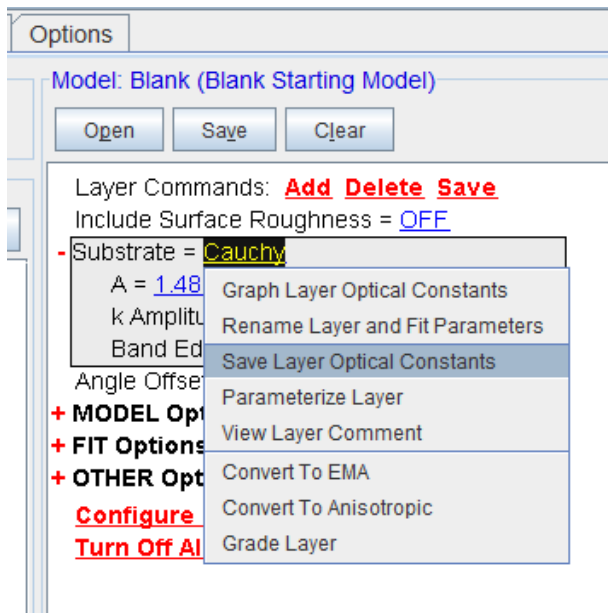 Options
Model: Blank (Blank Starting Model)
Open Save Clear
Layer Commands: Add Delete Save
Include Surface Roughness = OFF
- Substrate = Cauchy
A = 1.48
k Amplitu
Band Ed
Angle Offse
+ MODEL Opt
+ FIT Options
+ OTHER Opt
Configure
Turn Off Al
Graph Layer Optical Constants
Rename Layer and Fit Parameters
Save Layer Optical Constants
Parameterize Layer
View Layer Comment
Convert To EMA
Convert To Anisotropic
Grade Layer